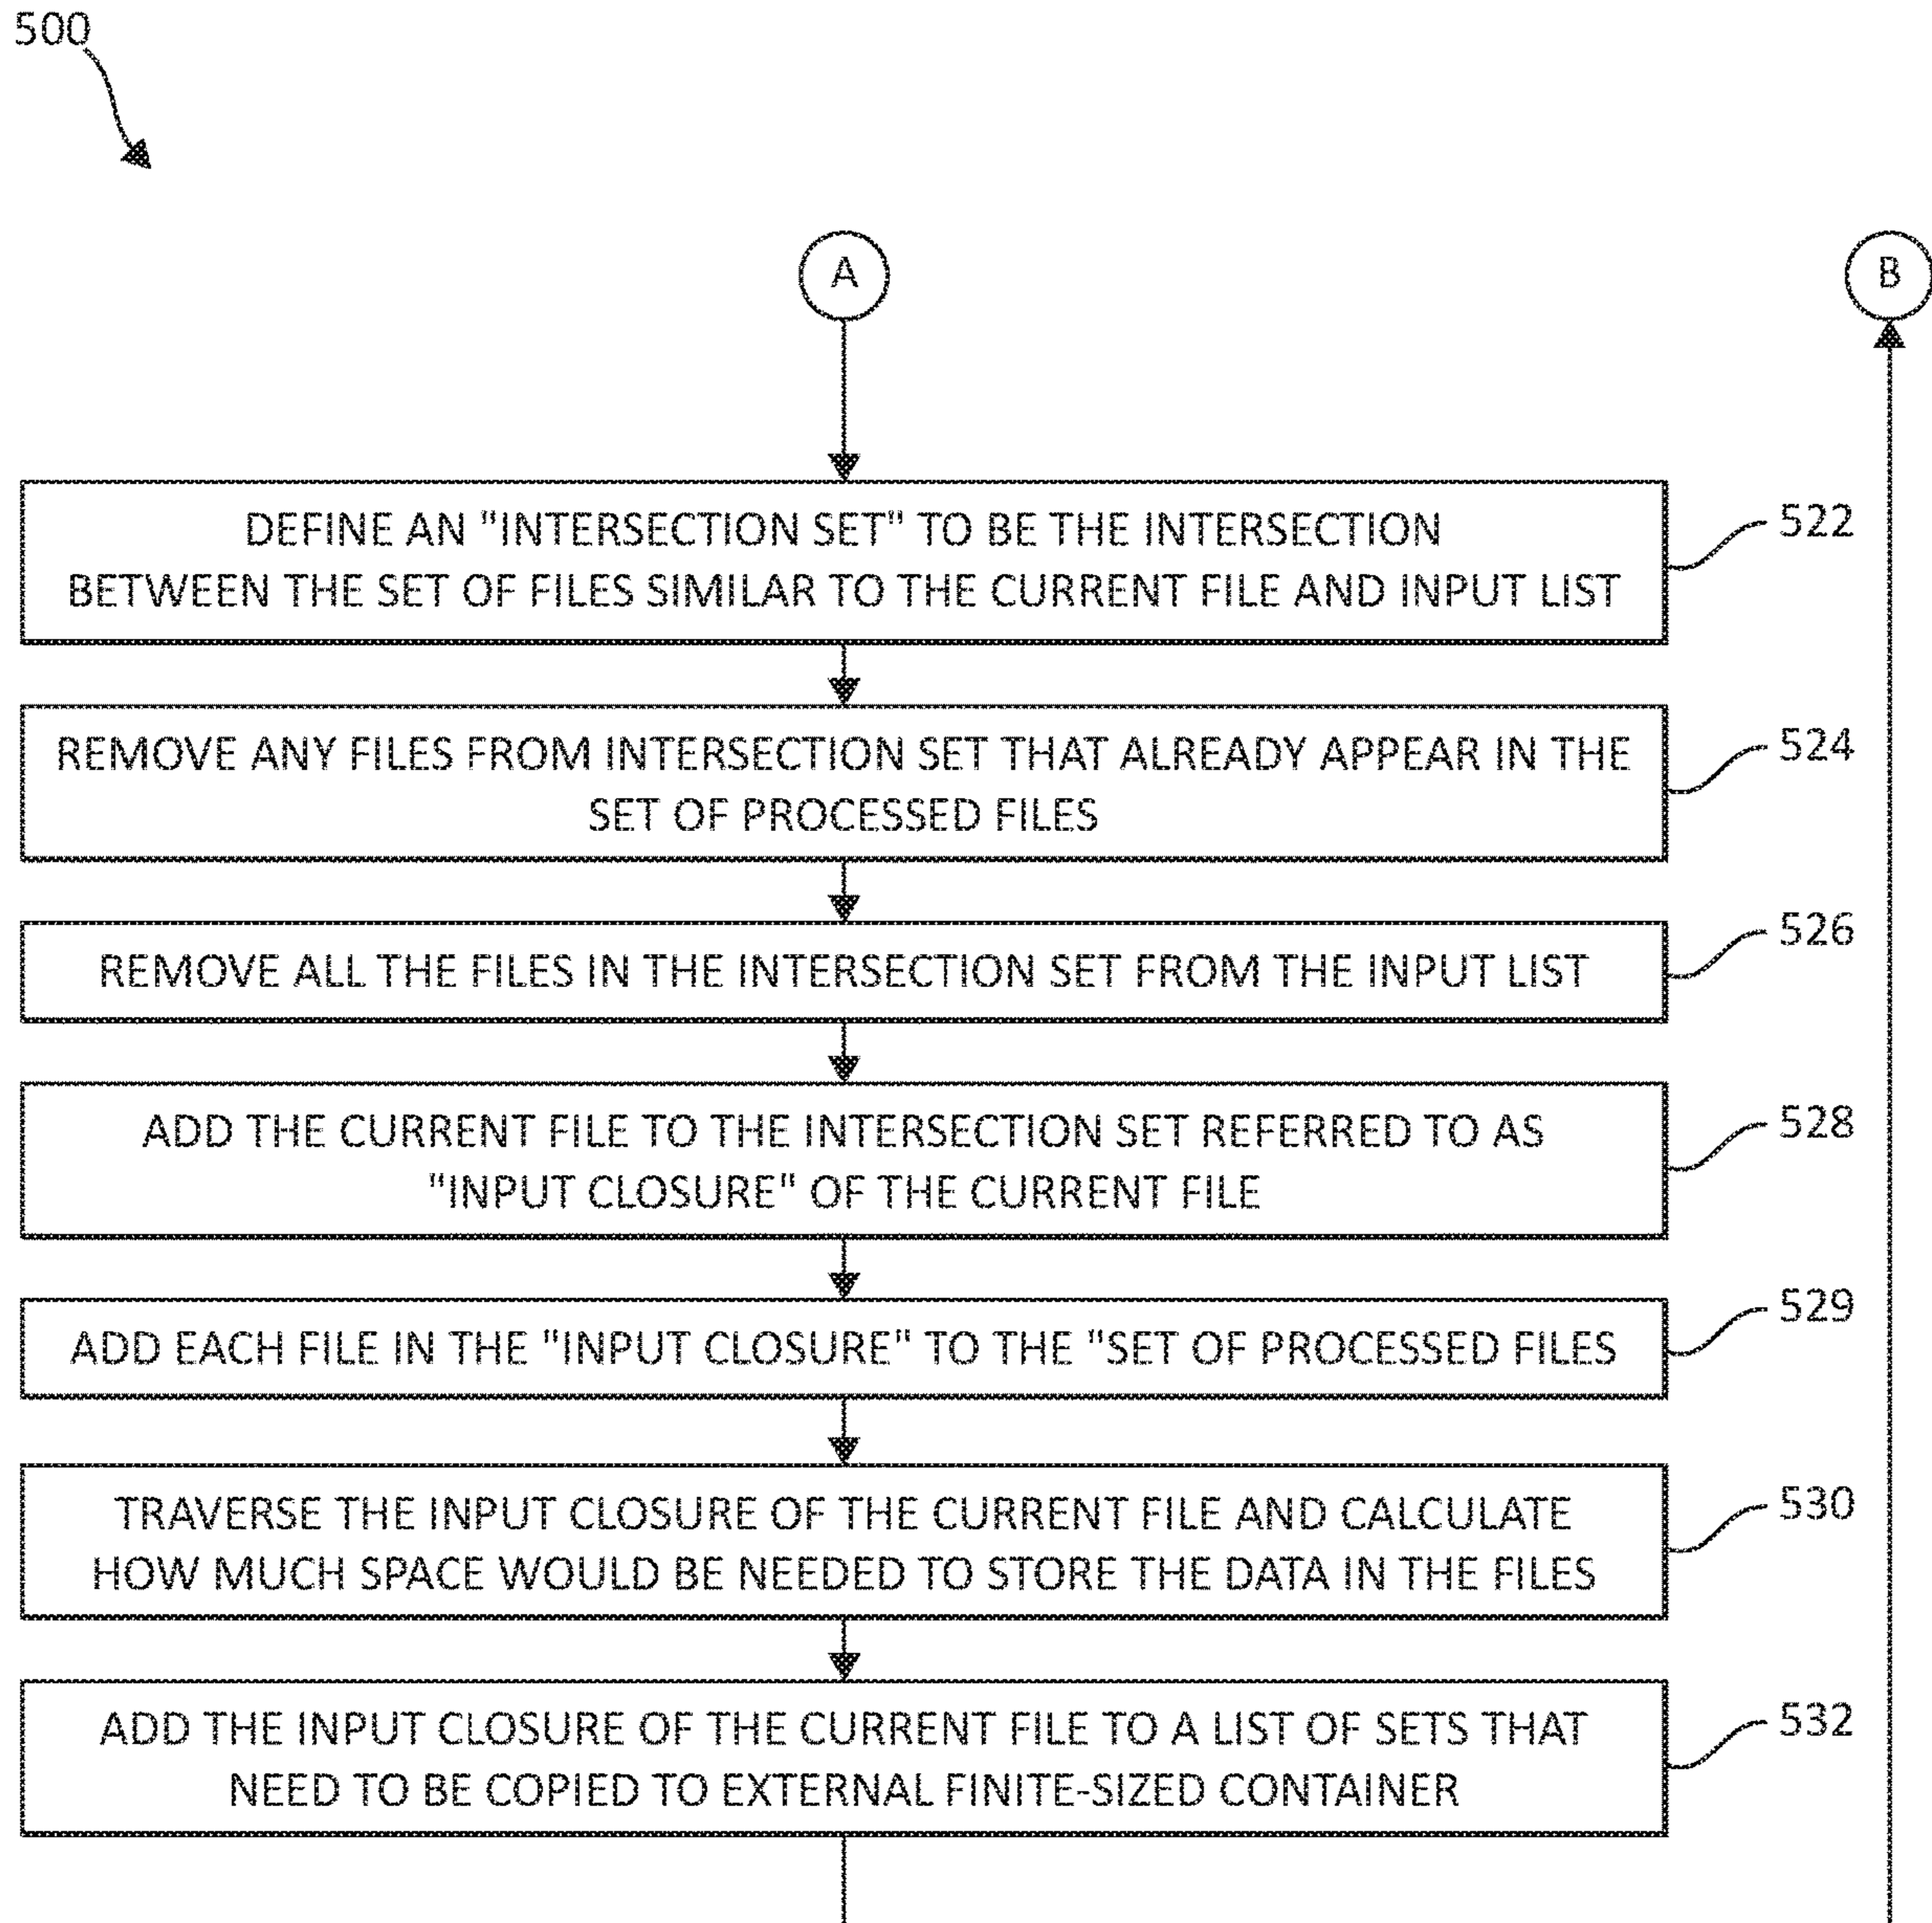 500
A
B
DEFINE AN "INTERSECTION SET" TO BE THE INTERSECTION
BETWEEN THE SET OF FILES SIMILAR TO THE CURRENT FILE AND INPUT LIST
522
REMOVE ANY FILES FROM INTERSECTION SET THAT ALREADY APPEAR IN THE
SET OF PROCESSED FILES
524
REMOVE ALL THE FILES IN THE INTERSECTION SET FROM THE INPUT LIST
526
ADD THE CURRENT FILE TO THE INTERSECTION SET REFERRED TO AS
"INPUT CLOSURE" OF THE CURRENT FILE
528
ADD EACH FILE IN THE "INPUT CLOSURE" TO THE "SET OF PROCESSED FILES
529
TRAVERSE THE INPUT CLOSURE OF THE CURRENT FILE AND CALCULATE
HOW MUCH SPACE WOULD BE NEEDED TO STORE THE DATA IN THE FILES
530
ADD THE INPUT CLOSURE OF THE CURRENT FILE TO A LIST OF SETS THAT
NEED TO BE COPIED TO EXTERNAL FINITE-SIZED CONTAINER
532